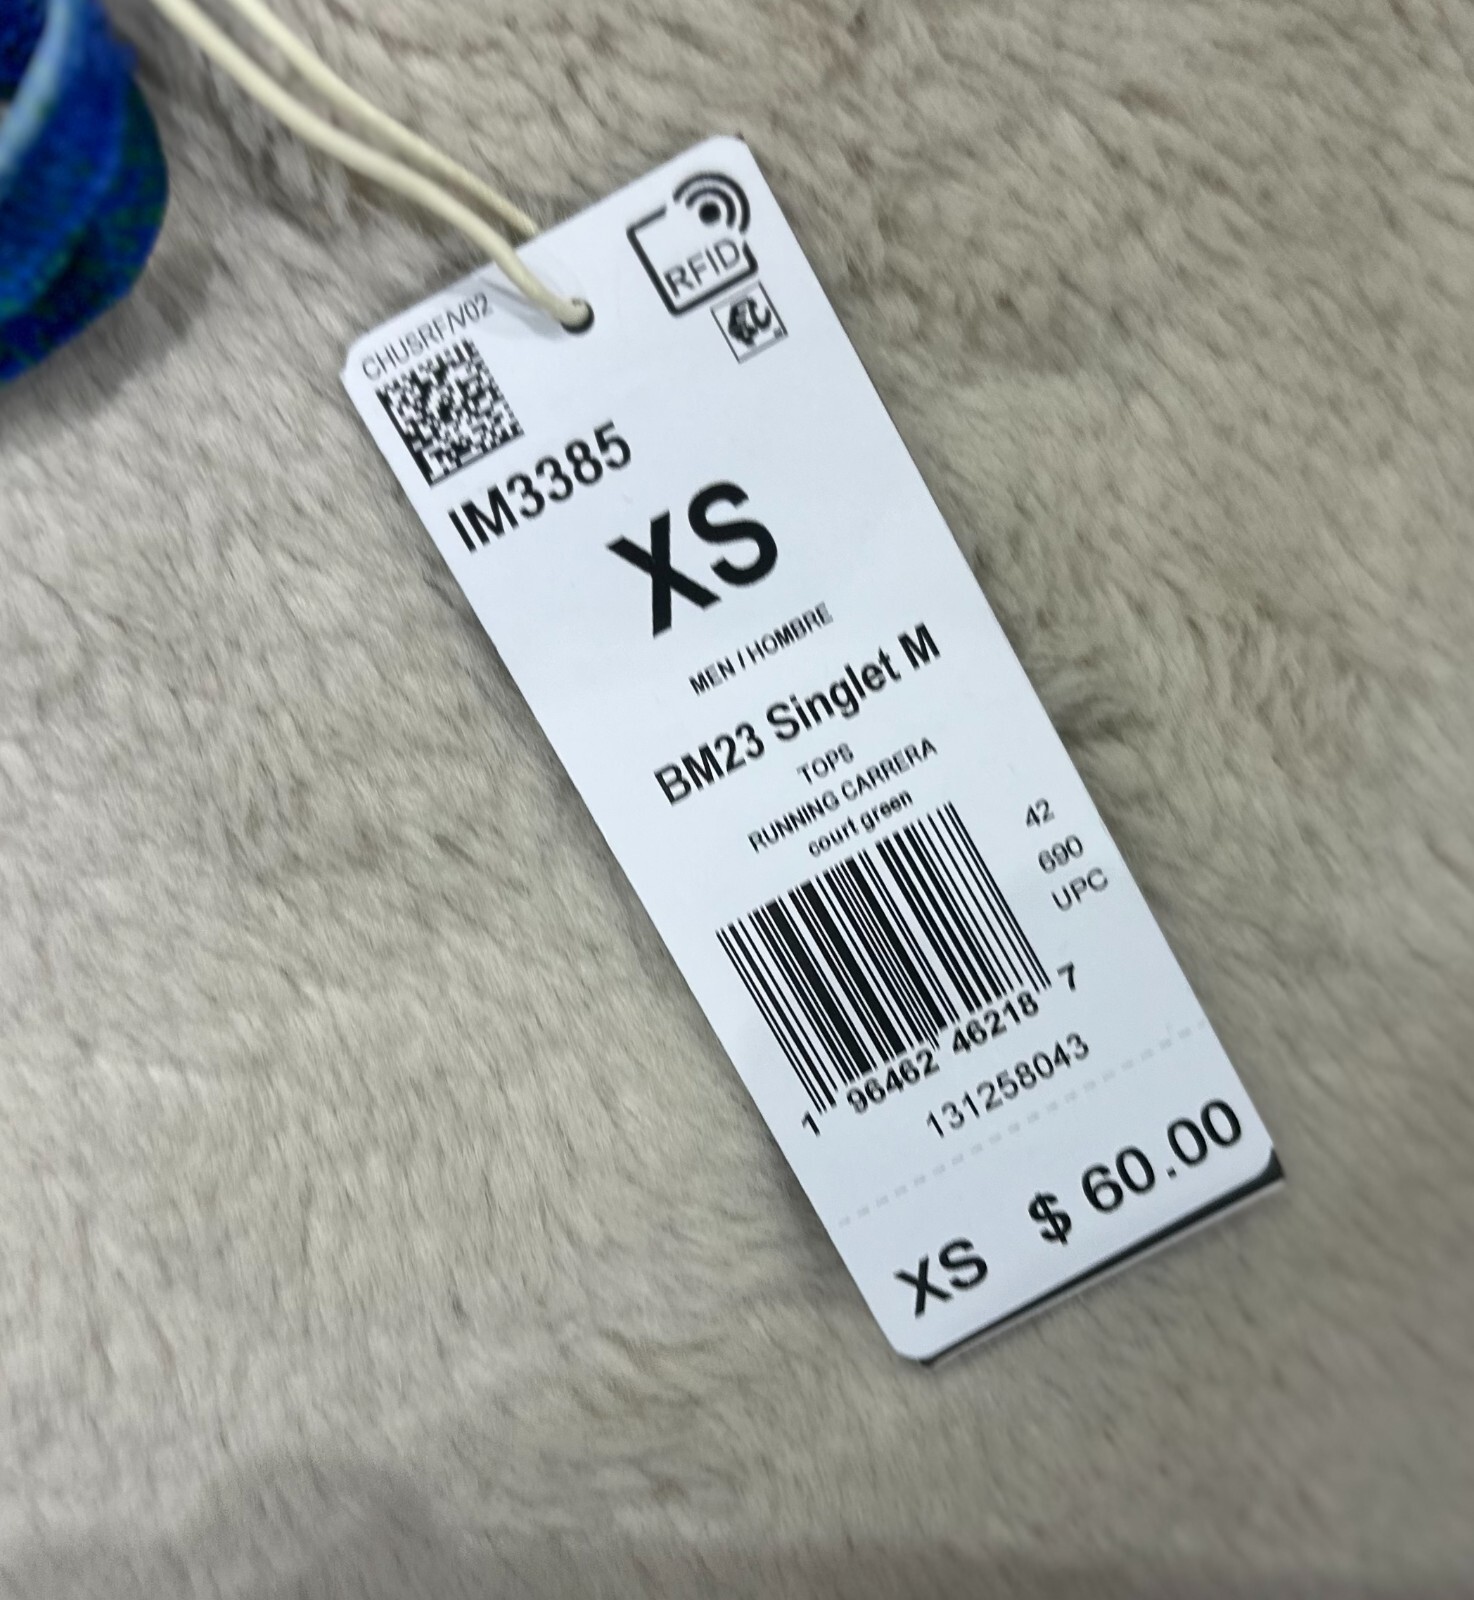 RFID
CHUSRF/V02
IM3385
XS
MEN / HOMBRE
BM23 Singlet M
TOPS
RUNNING CARRERA
court green
42
690
UPC
1 96462 46218 7
131258043
XS $ 60.00